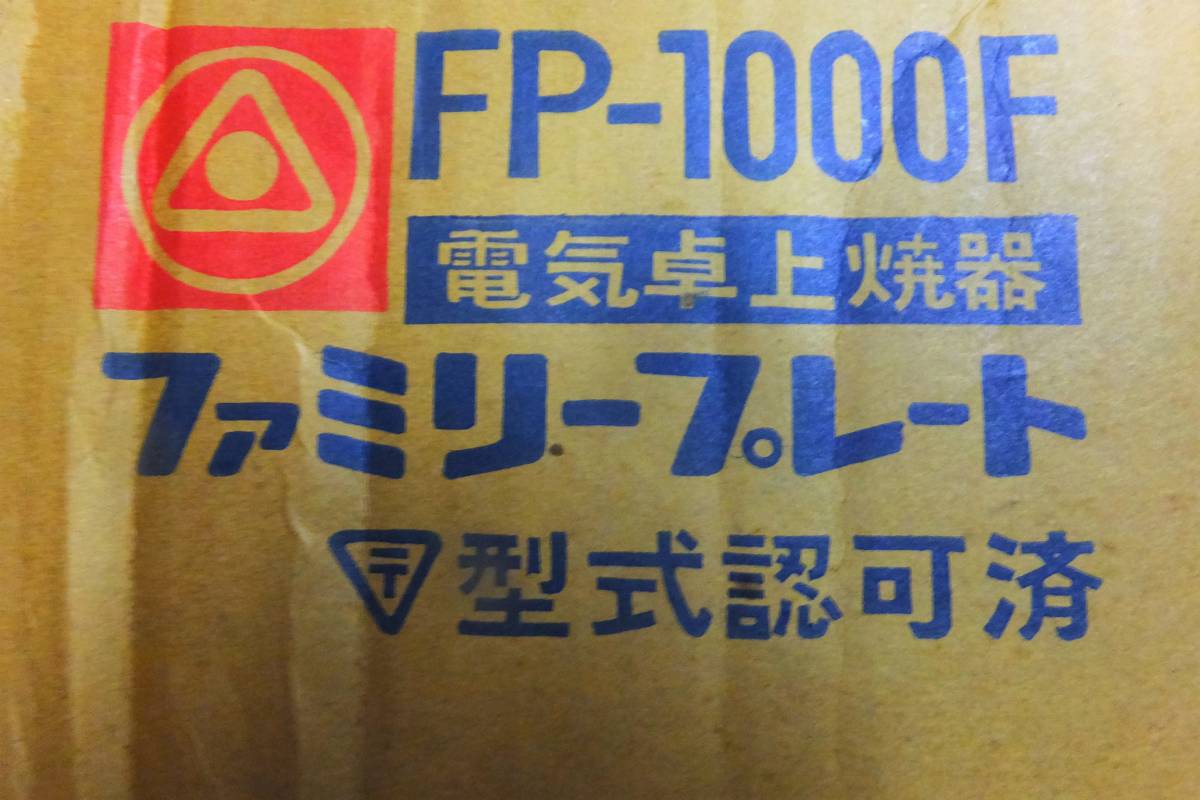 FP-1000F
電気卓上焼器
ファミリープレート
〒型式認可済